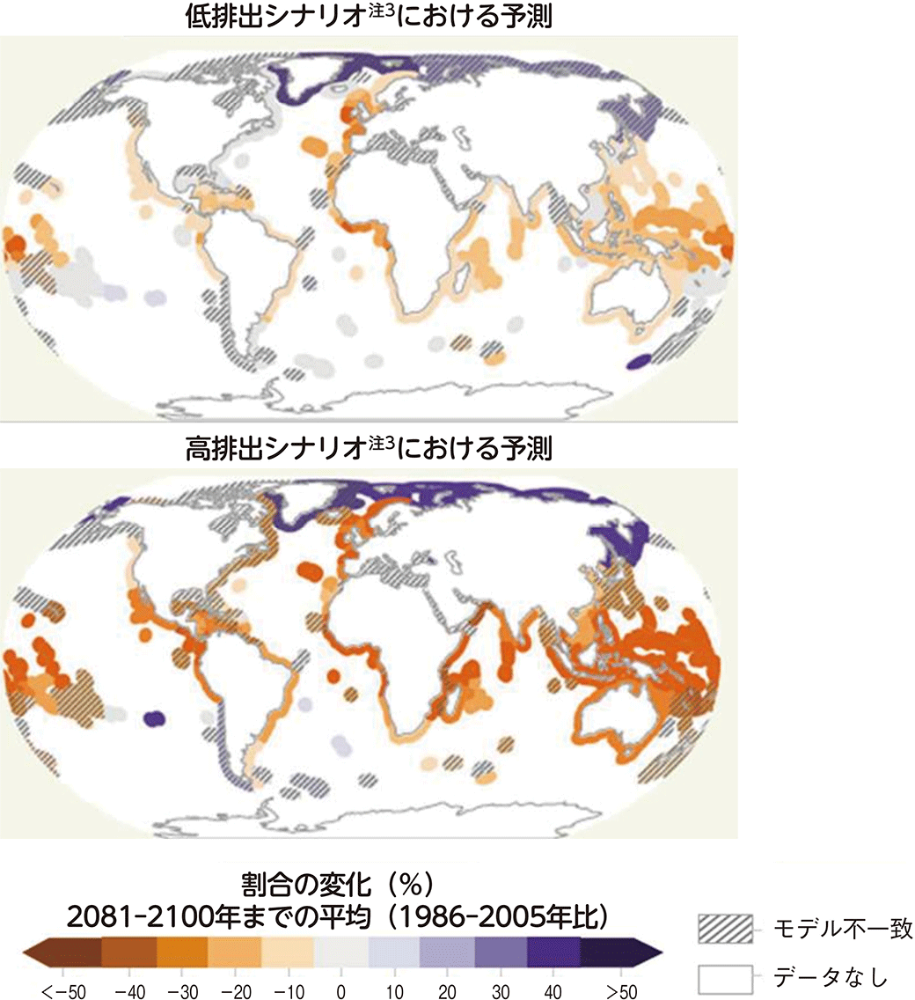 低排出シナリオ注3における予測
高排出シナリオ注3における予測
割合の変化（%）
2081-2100年までの平均（1986-2005年比）
<-50 -40 -30 -20 -10 0 10 20 30 40 >50
モデル不一致
データなし